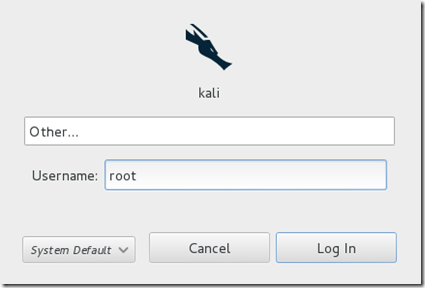 kali
Other...
Username: root
System Default Cancel Log In